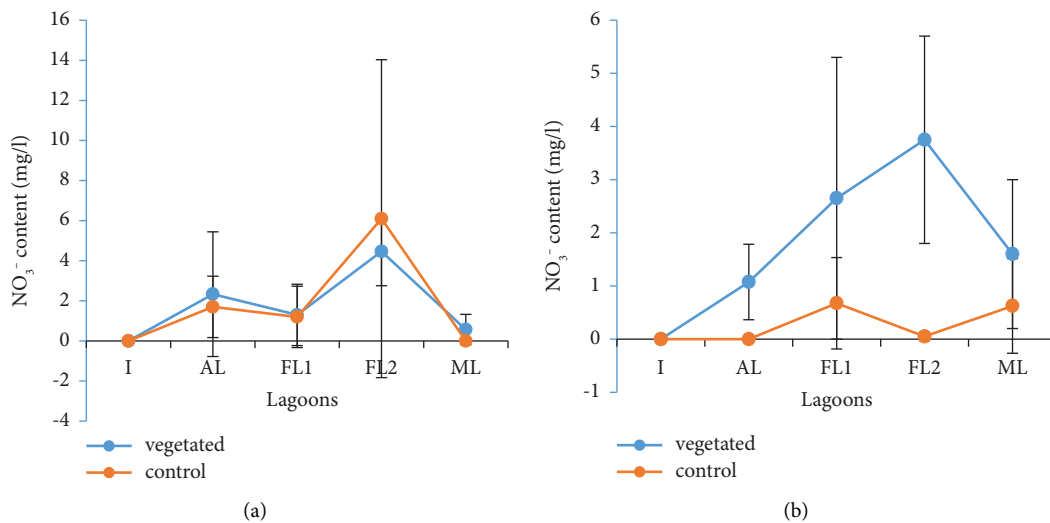 16
14
12
10
8
6
4
2
0
-2
-4
NO₃⁻ content (mg/l)
I AL FL1 FL2 ML
Lagoons
vegetated
control
(a)
6
5
4
3
2
1
0
-1
NO₃⁻ content (mg/l)
I AL FL1 FL2 ML
Lagoons
vegetated
control
(b)